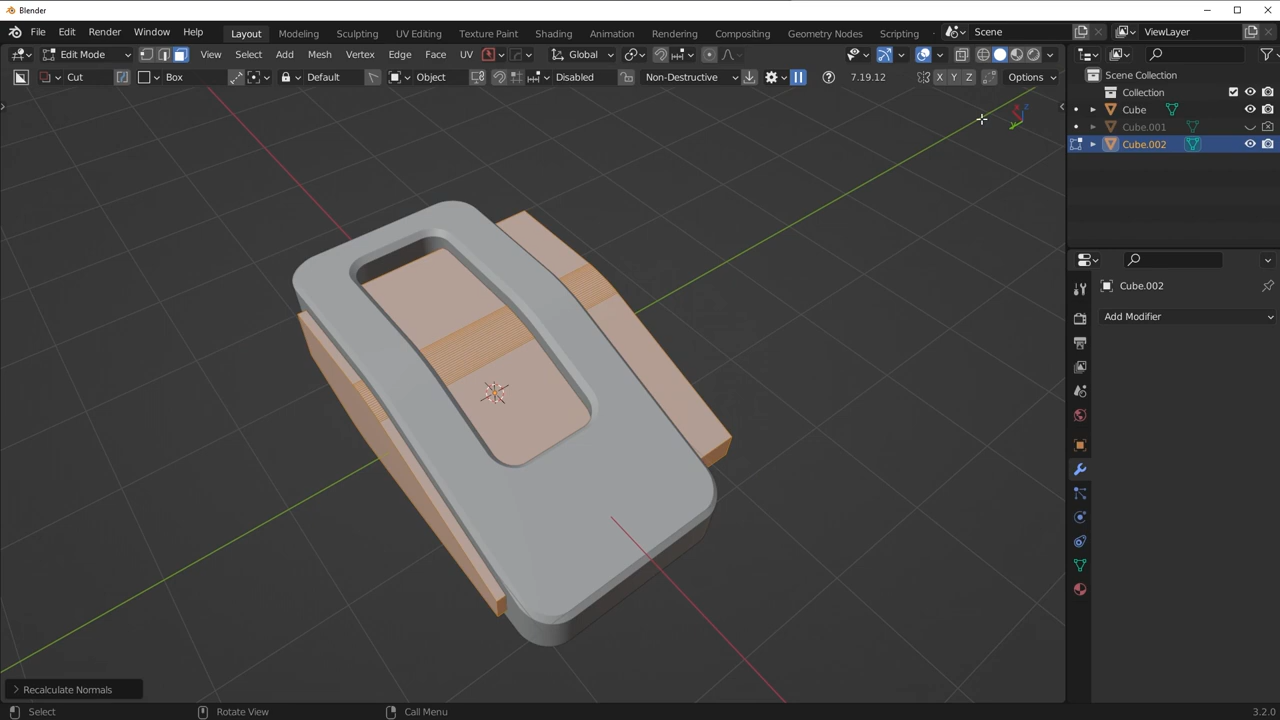 Blender
File Edit Render Window Help Layout Modeling Sculpting UV Editing Texture Paint Shading Animation Rendering Compositing Geometry Nodes Scripting Scene ViewLayer
Edit Mode View Select Add Mesh Vertex Edge Face UV Global
Cut Box Default Object Disabled Non-Destructive 7.19.12 X Y Z Options
Scene Collection
Collection
Cube
Cube.001
Cube.002
Cube.002
Add Modifier
Recalculate Normals
Select Rotate View Call Menu 3.2.0